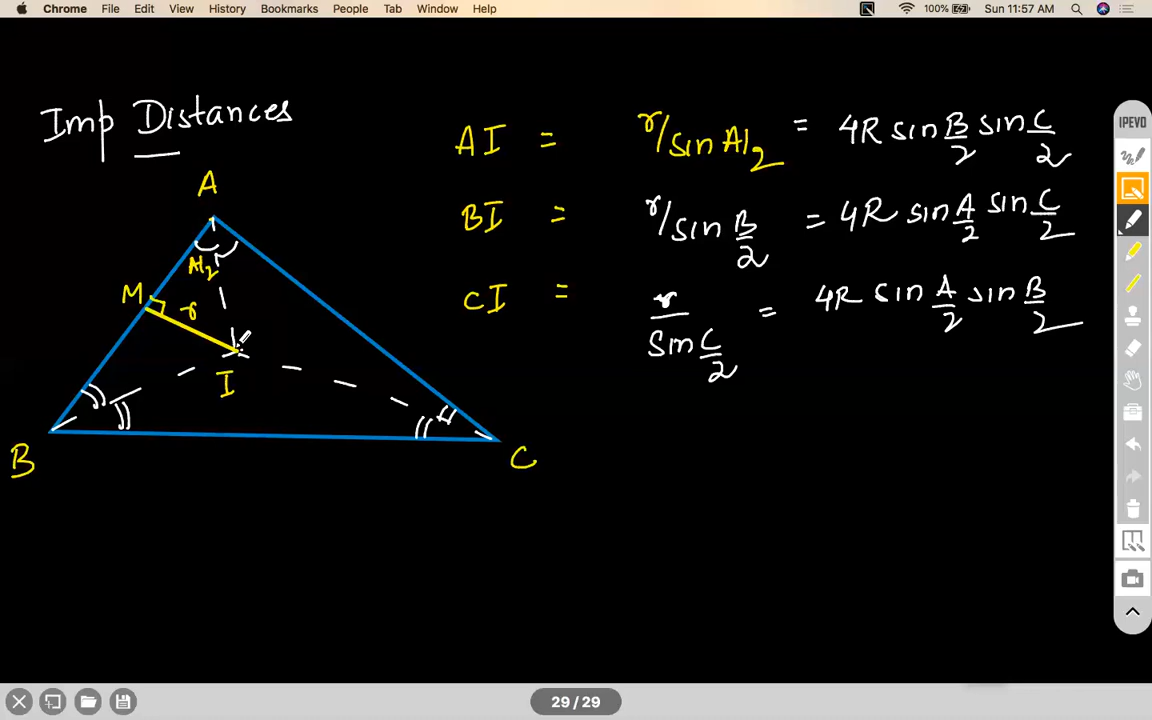 Chrome File Edit View History Bookmarks People Tab Window Help 100% Sun 11:57 AM
Imp Distances
AI = r/sin A/2 = 4R sin B/2 sin C/2
BI = r/sin B/2 = 4R sin A/2 sin C/2
CI = r/sin C/2 = 4R sin A/2 sin B/2
A
A/2
M
r
I
B
C
IPEVO
29 / 29